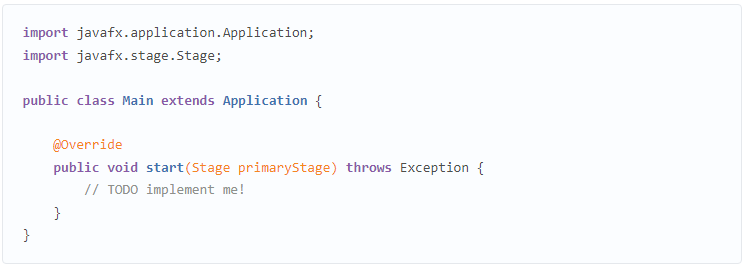 import javafx.application.Application;
import javafx.stage.Stage;

public class Main extends Application {

    @Override
    public void start(Stage primaryStage) throws Exception {
        // TODO implement me!
    }
}